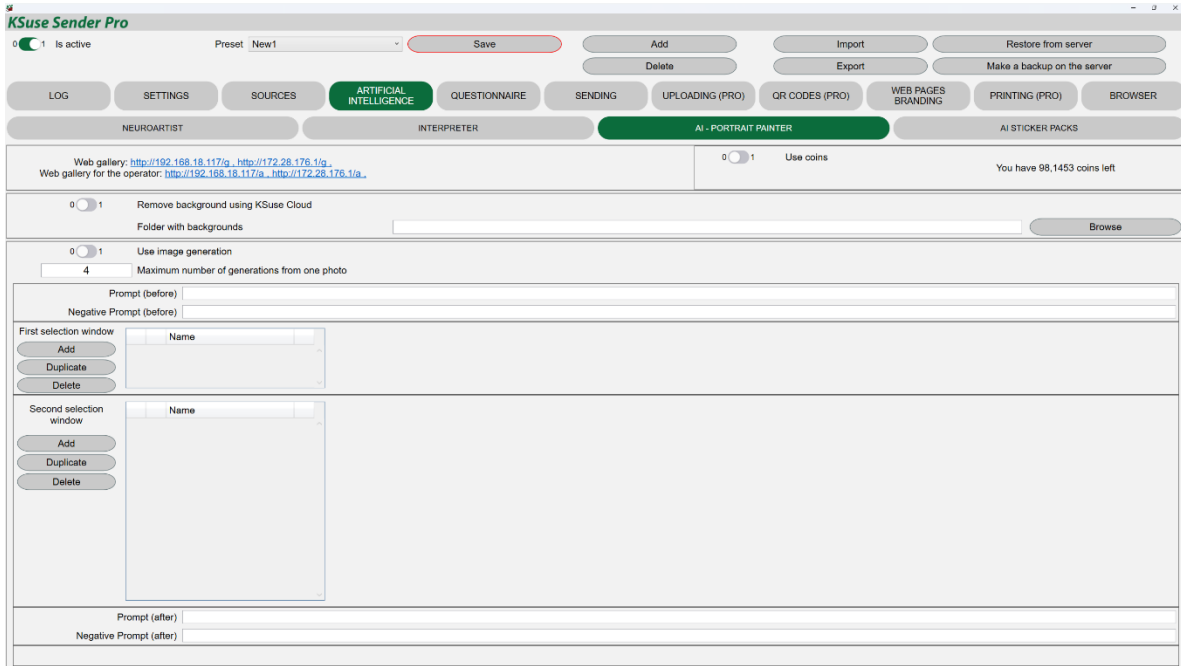 KSuse Sender Pro
0 1 Is active Preset New1 Save Add Import Restore from server
Delete Export Make a backup on the server
LOG SETTINGS SOURCES ARTIFICIAL INTELLIGENCE QUESTIONNAIRE SENDING UPLOADING (PRO) QR CODES (PRO) WEB PAGES BRANDING PRINTING (PRO) BROWSER
NEUROARTIST INTERPRETER AI - PORTRAIT PAINTER AI STICKER PACKS
Web gallery: http://192.168.18.117/g , http://172.28.176.1/g ,
Web gallery for the operator: http://192.168.18.117/a , http://172.28.176.1/a ,
0 1 Use coins
You have 98,1453 coins left
0 1 Remove background using KSuse Cloud
Folder with backgrounds Browse
0 1 Use image generation
4 Maximum number of generations from one photo
Prompt (before)
Negative Prompt (before)
First selection window
Name
Add
Duplicate
Delete
Second selection
window
Name
Add
Duplicate
Delete
Prompt (after)
Negative Prompt (after)